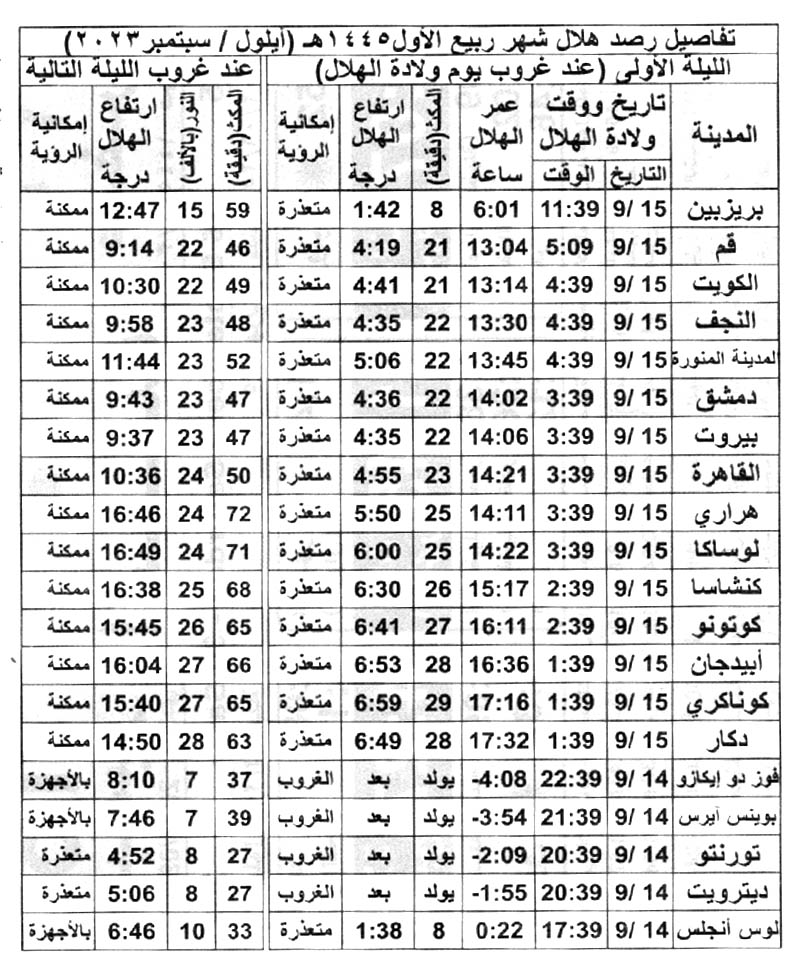 تفاصيل رصد هلال شهر ربيع الأول١٤٤٥هـ (أيلول / سبتمبر٢٠٢٣)
الليلة الأولى (عند غروب يوم ولادة الهلال) عند غروب الليلة التالية
المدينة تاريخ ووقت ولادة الهلال عمر الهلال ساعة المكث(دقيقة) ارتفاع الهلال درجة إمكانية الرؤية المكث(دقيقة) النور(بالألف) ارتفاع الهلال درجة إمكانية الرؤية
التاريخ الوقت
بريزبين 9/ 15 11:39 6:01 8 1:42 متعذرة 59 15 12:47 ممكنة
قم 9/ 15 5:09 13:04 21 4:19 متعذرة 46 22 9:14 ممكنة
الكويت 9/ 15 4:39 13:14 21 4:41 متعذرة 49 22 10:30 ممكنة
النجف 9/ 15 4:39 13:30 22 4:35 متعذرة 48 23 9:58 ممكنة
المدينة المنورة 9/ 15 4:39 13:45 22 5:06 متعذرة 52 23 11:44 ممكنة
دمشق 9/ 15 3:39 14:02 22 4:36 متعذرة 47 23 9:43 ممكنة
بيروت 9/ 15 3:39 14:06 22 4:35 متعذرة 47 23 9:37 ممكنة
القاهرة 9/ 15 3:39 14:21 23 4:55 متعذرة 50 24 10:36 ممكنة
هراري 9/ 15 3:39 14:11 25 5:50 متعذرة 72 24 16:46 ممكنة
لوساكا 9/ 15 3:39 14:22 25 6:00 متعذرة 71 24 16:49 ممكنة
كنشاسا 9/ 15 2:39 15:17 26 6:30 متعذرة 68 25 16:38 ممكنة
كوتونو 9/ 15 2:39 16:11 27 6:41 متعذرة 65 26 15:45 ممكنة
أبيدجان 9/ 15 1:39 16:36 28 6:53 متعذرة 66 27 16:04 ممكنة
كوناكري 9/ 15 1:39 17:16 29 6:59 متعذرة 65 27 15:40 ممكنة
دكار 9/ 15 1:39 17:32 28 6:49 متعذرة 63 28 14:50 ممكنة
فوز دو إيكازو 9/ 14 22:39 -4:08 يولد بعد الغروب 37 7 8:10 بالأجهزة
بوينس آيرس 9/ 14 21:39 -3:54 يولد بعد الغروب 39 7 7:46 بالأجهزة
تورنتو 9/ 14 20:39 -2:09 يولد بعد الغروب 27 8 4:52 متعذرة
ديترويت 9/ 14 20:39 -1:55 يولد بعد الغروب 27 8 5:06 متعذرة
لوس أنجلس 9/ 14 17:39 0:22 8 1:38 متعذرة 33 10 6:46 بالأجهزة